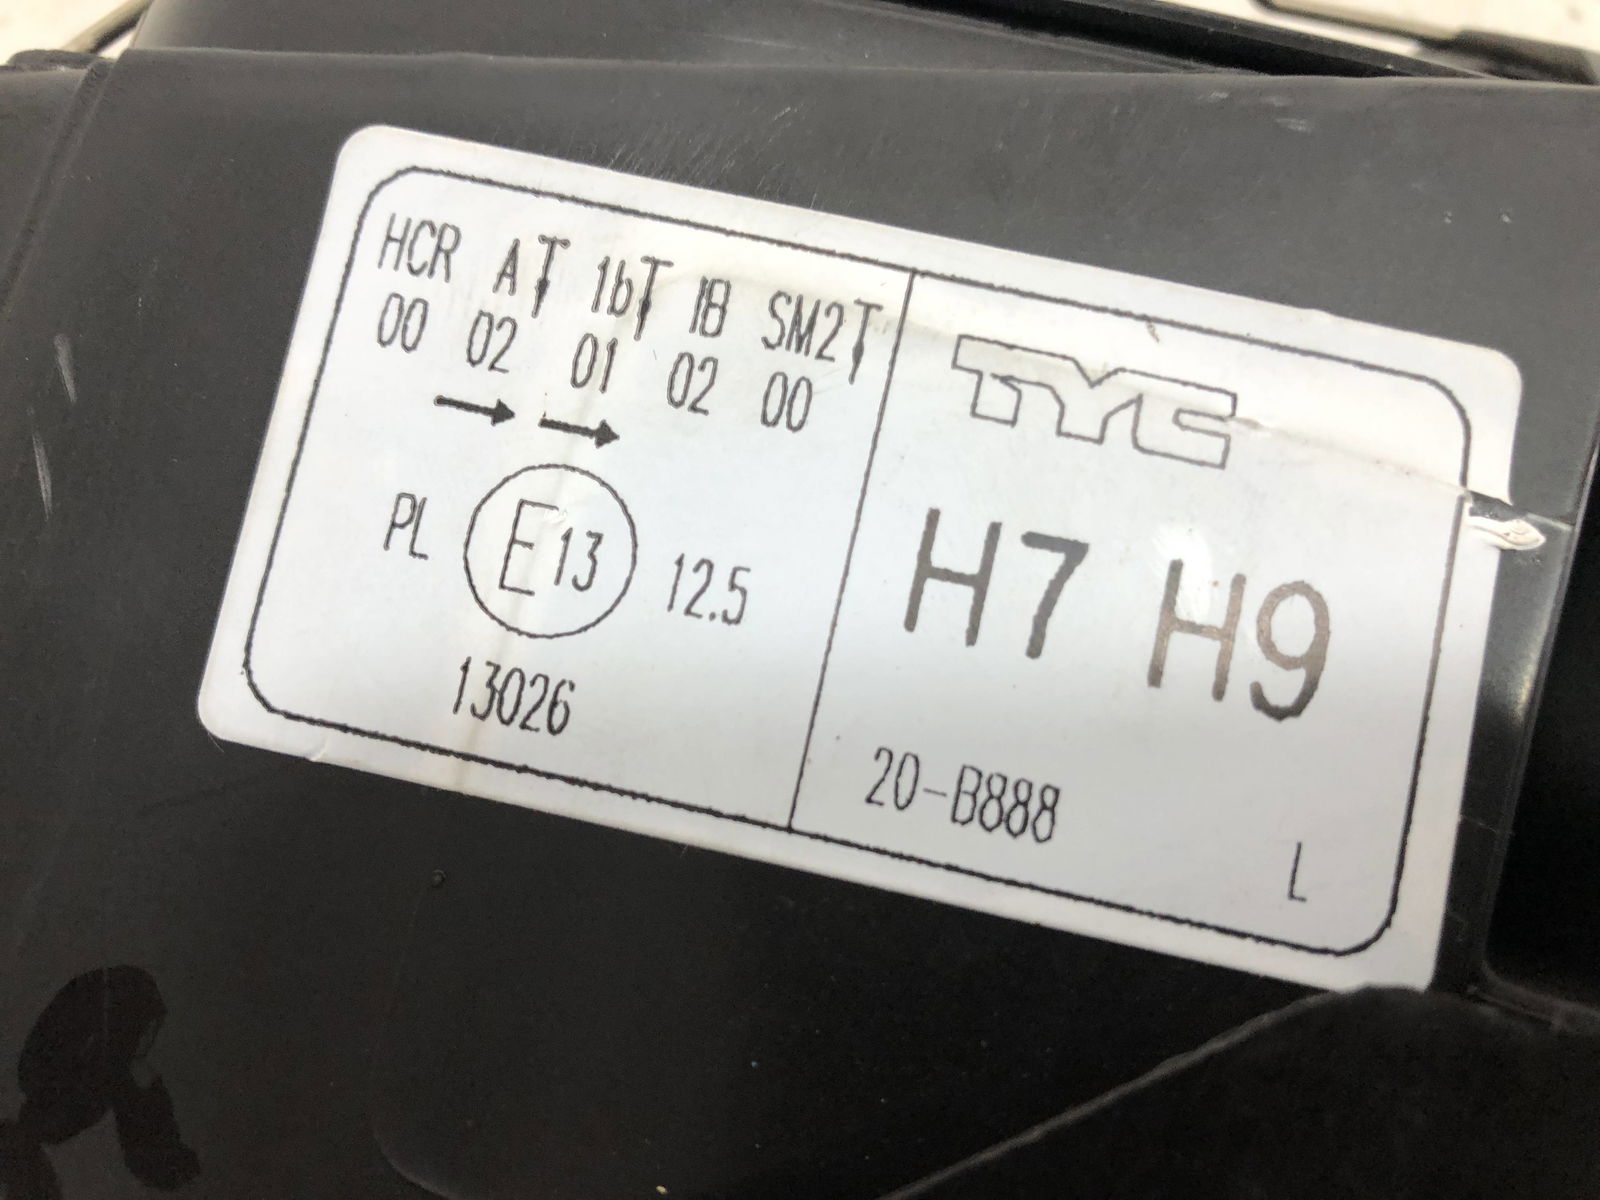 HCR AT 1bT IB SM2T
00 02 01 02 00
→ →
PL E13 12.5
13026
TYC
H7 H9
20-B888
L